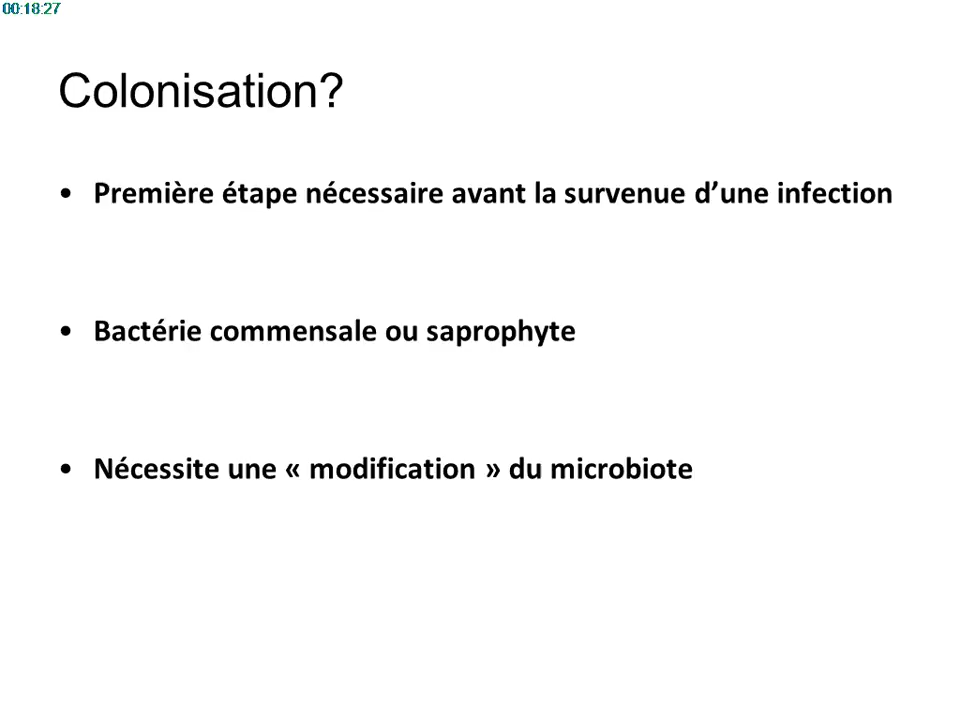 00:18:27
Colonisation?
• Première étape nécessaire avant la survenue d’une infection
• Bactérie commensale ou saprophyte
• Nécessite une « modification » du microbiote